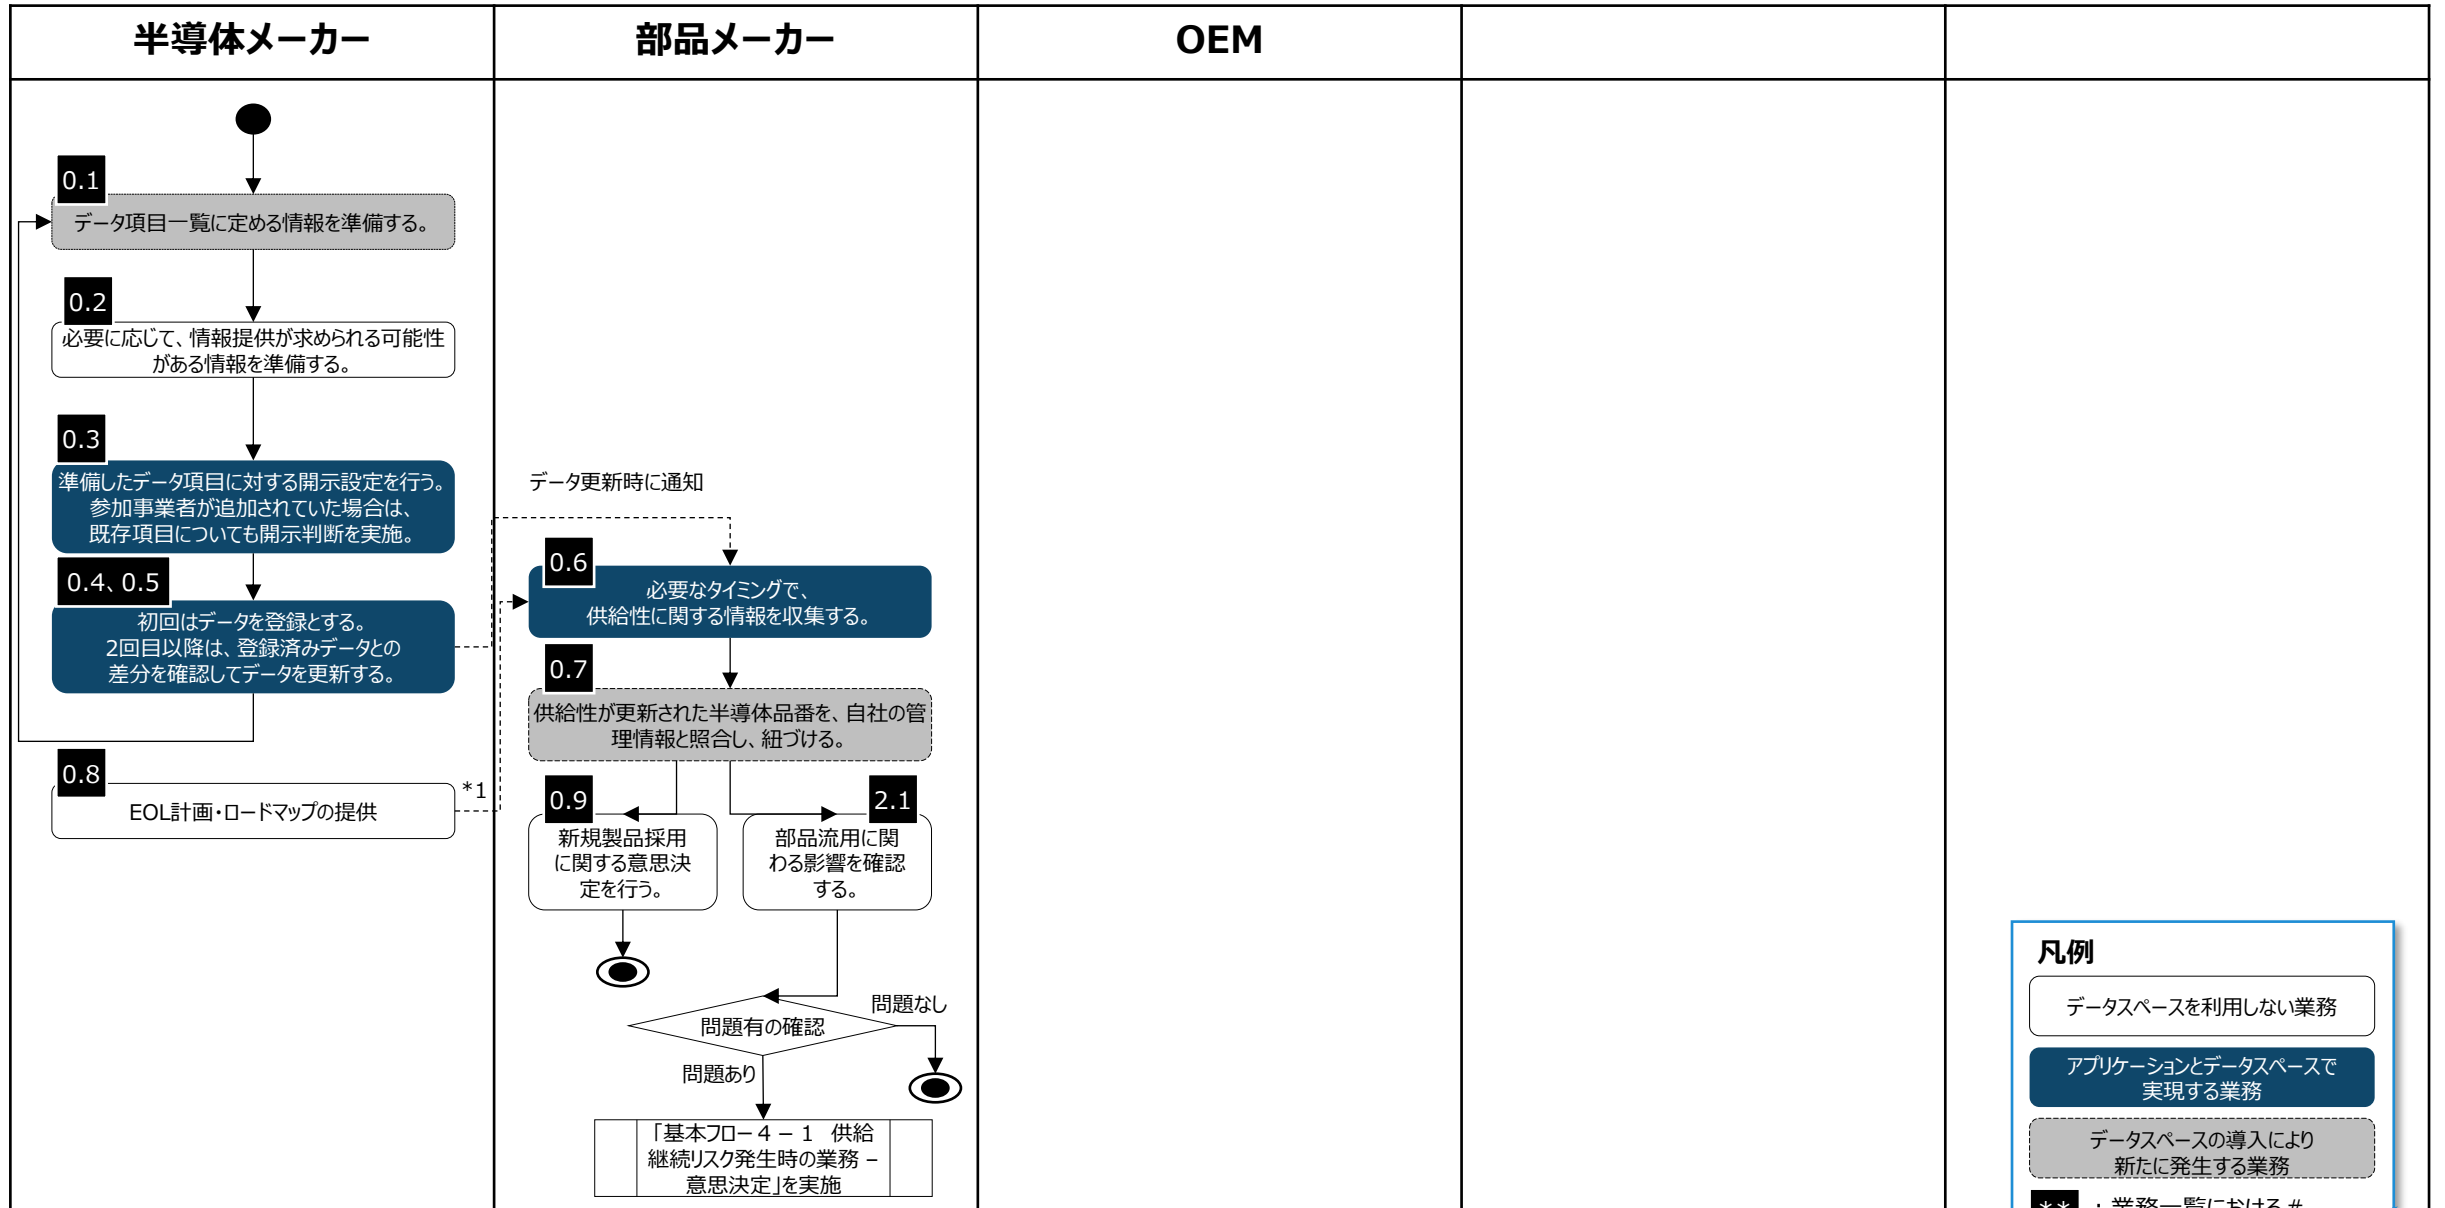 半導体メーカー
部品メーカー
OEM
0.1
データ項目一覧に定める情報を準備する。
0.2
必要に応じて、情報提供が求められる可能性
がある情報を準備する。
0.3
準備したデータ項目に対する開示設定を行う。
参加事業者が追加されていた場合は、
既存項目についても開示判断を実施。
0.4、0.5
初回はデータを登録とする。
2回目以降は、登録済みデータとの
差分を確認してデータを更新する。
0.8
EOL計画・ロードマップの提供
*1
データ更新時に通知
0.6
必要なタイミングで、
供給性に関する情報を収集する。
0.7
供給性が更新された半導体品番を、自社の管
理情報と照合し、紐づける。
0.9
新規製品採用
に関する意思決
定を行う。
2.1
部品流用に関
わる影響を確認
する。
問題有の確認
問題なし
問題あり
「基本フロー４－１　供給
継続リスク発生時の業務 –
意思決定」を実施
凡例
データスペースを利用しない業務
アプリケーションとデータスペースで
実現する業務
データスペースの導入により
新たに発生する業務
** ：業務一覧における#